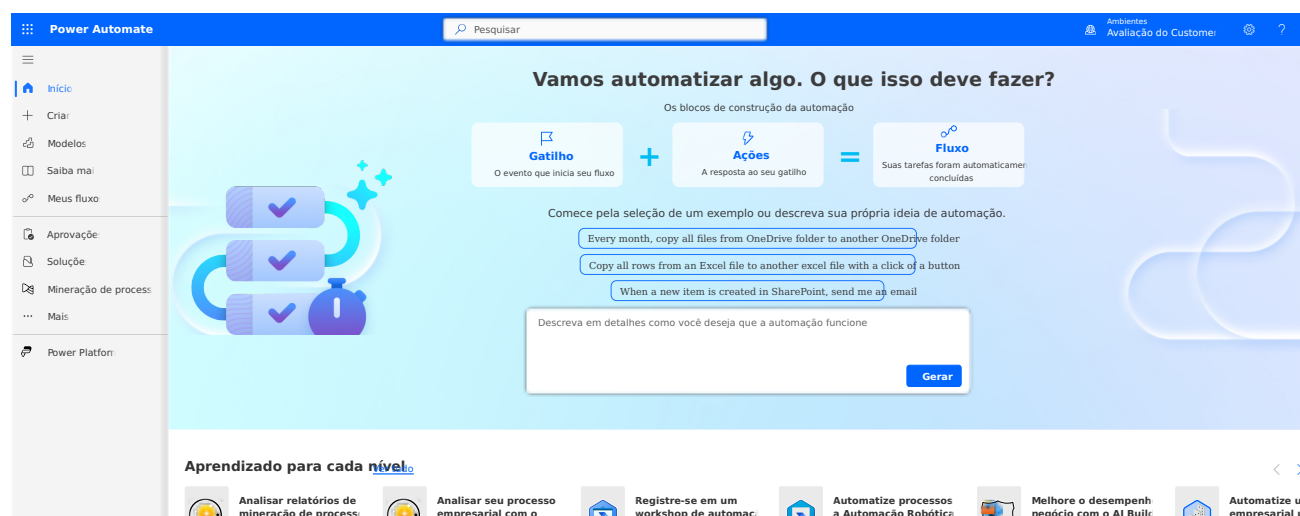 Power Automate
Pesquisar
Ambientes
Avaliação do Customer
?
Início
Criar
Modelos
Saiba mai
Meus fluxo
Aprovaçõe
Soluçõe
Mineração de process
Mais
Power Platform
Vamos automatizar algo. O que isso deve fazer?
Os blocos de construção da automação
Gatilho
O evento que inicia seu fluxo
+
Ações
A resposta ao seu gatilho
=
Fluxo
Suas tarefas foram automaticamen
concluídas
Comece pela seleção de um exemplo ou descreva sua própria ideia de automação.
Every month, copy all files from OneDrive folder to another OneDrive folder
Copy all rows from an Excel file to another excel file with a click of a button
When a new item is created in SharePoint, send me an email
Descreva em detalhes como você deseja que a automação funcione
Gerar
Aprendizado para cada nível
Ver tudo
Analisar relatórios de
mineração de process
Analisar seu processo
empresarial com o
Registre-se em um
workshop de automaç
Automatize processos
a Automação Robótica
Melhore o desempenh
negócio com o AI Build
Automatize u
empresarial